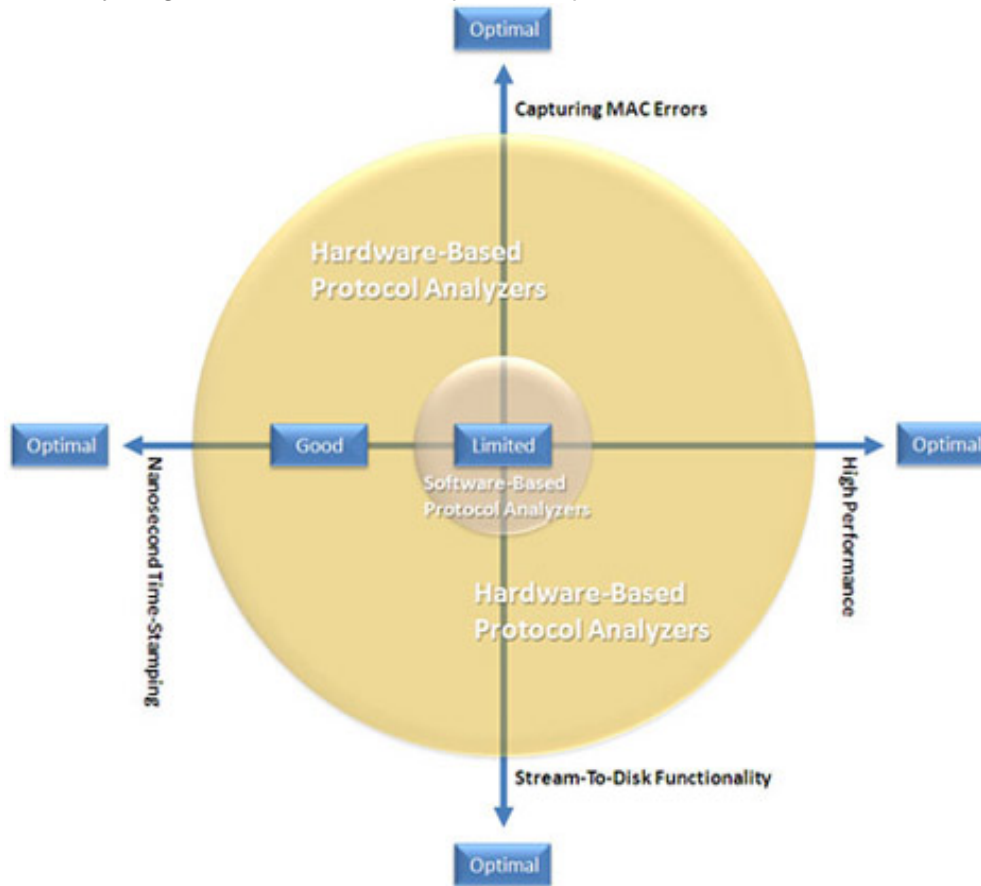 Optimal
Capturing MAC Errors
Hardware-Based
Protocol Analyzers
Optimal
Good
Limited
Optimal
Software-Based
Protocol Analyzers
Nanosecond Time-Stamping
High Performance
Hardware-Based
Protocol Analyzers
Stream-To-Disk Functionality
Optimal